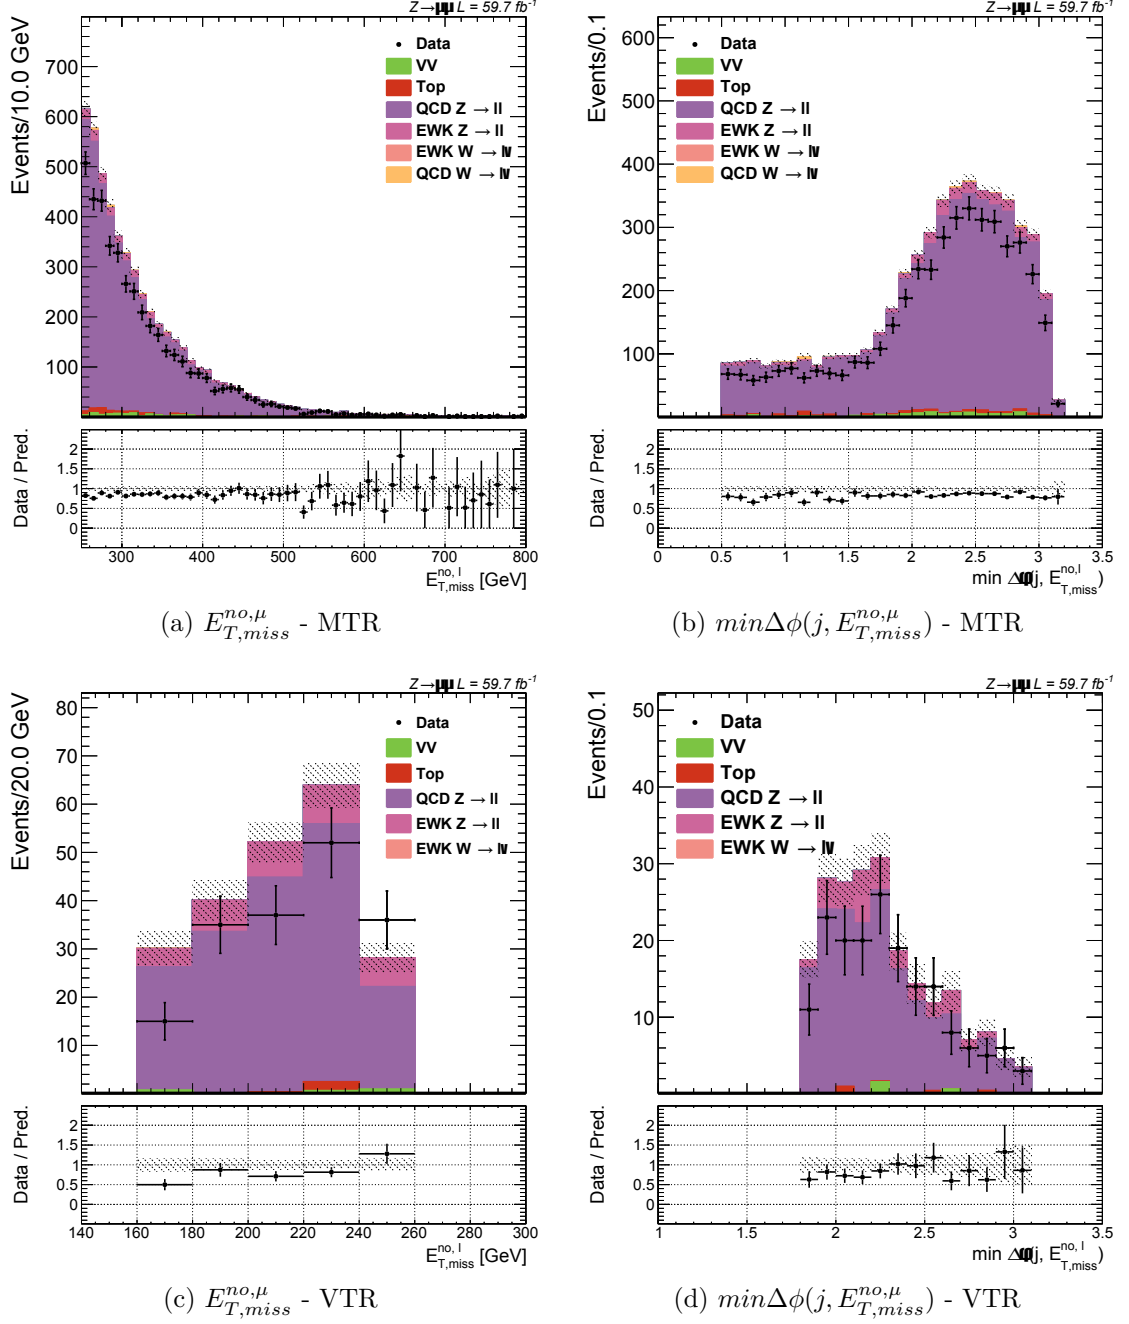 Z→μμ L = 59.7 fb⁻¹
Events/10.0 GeV
700
600
500
400
300
200
100
Data
VV
Top
QCD Z → ll
EWK Z → ll
EWK W → lν
QCD W → lν
Data / Pred.
2
1.5
1
0.5
0
300 400 500 600 700 800
E_{T,miss}^{no, l} [GeV]
(a) E_{T,miss}^{no,μ} - MTR
Z→μμ L = 59.7 fb⁻¹
Events/0.1
600
500
400
300
200
100
Data
VV
Top
QCD Z → ll
EWK Z → ll
EWK W → lν
QCD W → lν
Data / Pred.
2
1.5
1
0.5
0
0 0.5 1 1.5 2 2.5 3 3.5
min Δφ(j, E_{T,miss}^{no,l})
(b) minΔϕ(j, E_{T,miss}^{no,μ}) - MTR
Z→μμ L = 59.7 fb⁻¹
Events/20.0 GeV
80
70
60
50
40
30
20
10
Data
VV
Top
QCD Z → ll
EWK Z → ll
EWK W → lν
Data / Pred.
2
1.5
1
0.5
0
140 160 180 200 220 240 260 280 300
E_{T,miss}^{no, l} [GeV]
(c) E_{T,miss}^{no,μ} - VTR
Z→μμ L = 59.7 fb⁻¹
Events/0.1
50
40
30
20
10
Data
VV
Top
QCD Z → ll
EWK Z → ll
EWK W → lν
Data / Pred.
2
1.5
1
0.5
0
1 1.5 2 2.5 3 3.5
min Δφ(j, E_{T,miss}^{no,l})
(d) minΔϕ(j, E_{T,miss}^{no,μ}) - VTR